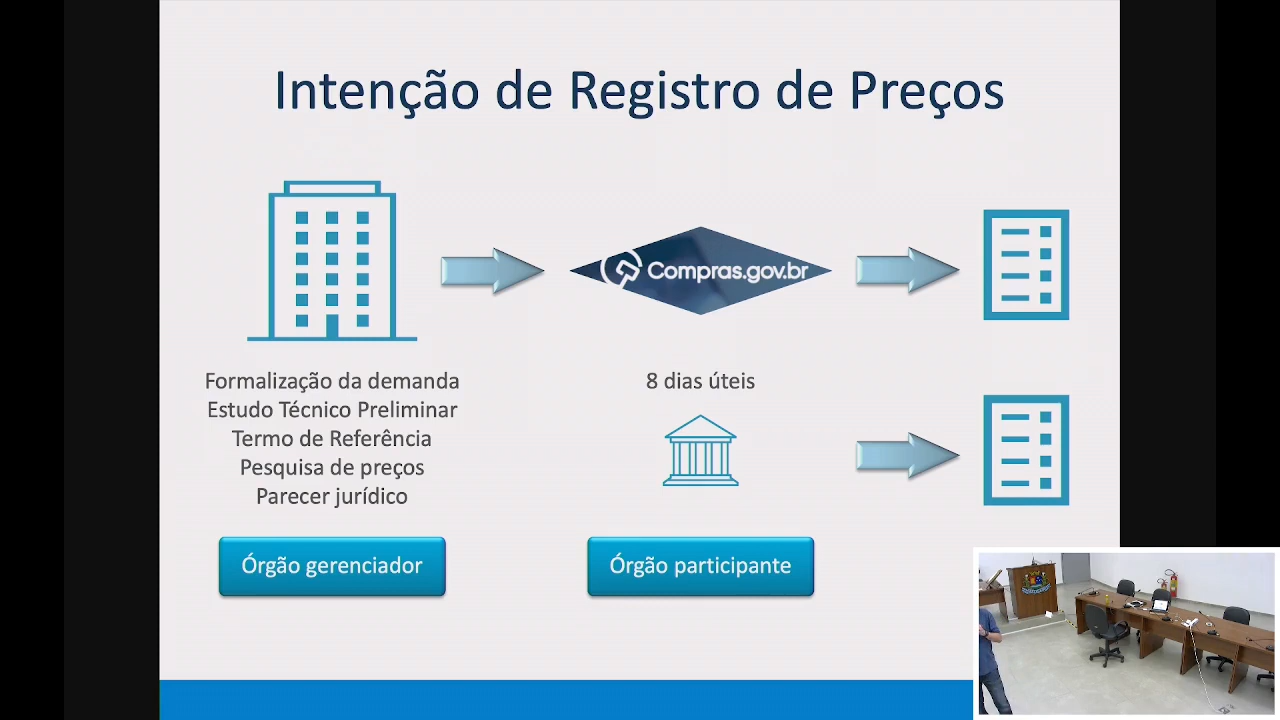 Intenção de Registro de Preços
Compras.gov.br
Formalização da demanda
Estudo Técnico Preliminar
Termo de Referência
Pesquisa de preços
Parecer jurídico
8 dias úteis
Órgão gerenciador
Órgão participante